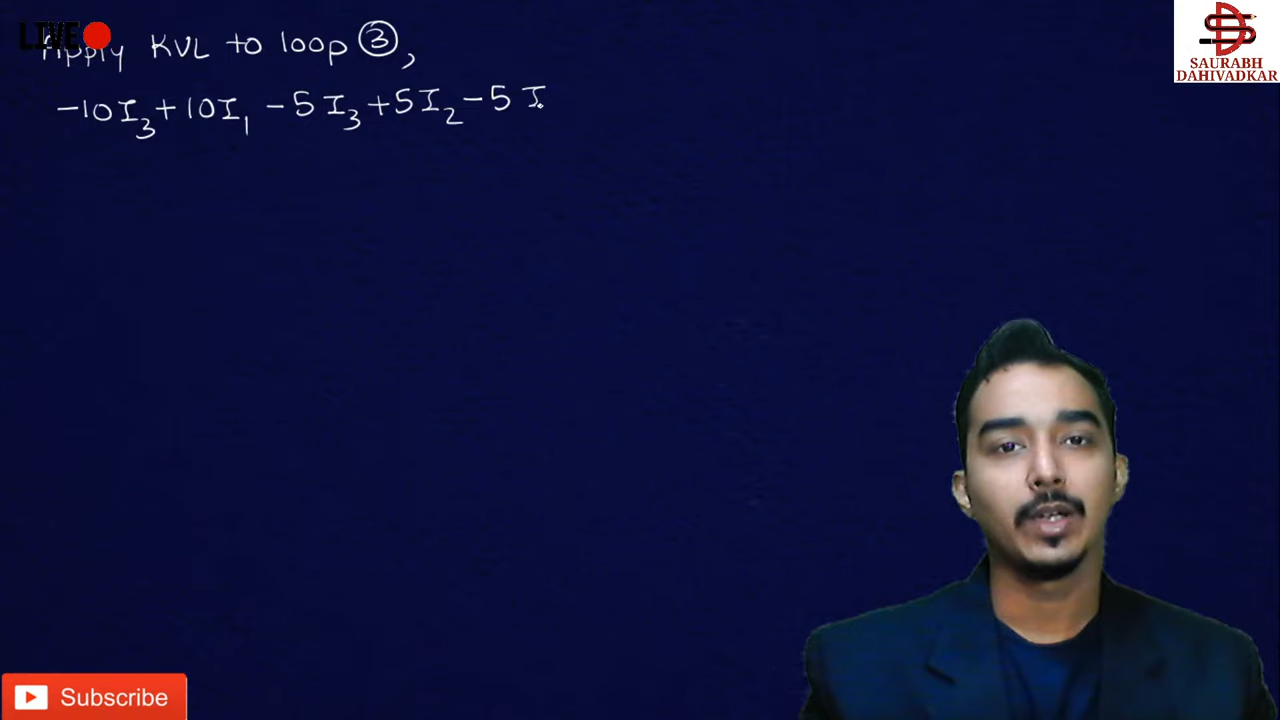 LIVE
Apply KVL to loop ③,
-10I₃+10I₁ -5I₃+5I₂-5I
SAURABH
DAHIVADKAR
Subscribe